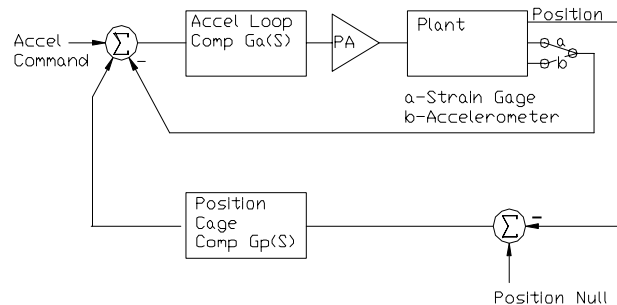 Position
Accel Loop
Comp Ga(S)
Plant
Accel
Command
Σ
-
PA
a
b
a-Strain Gage
b-Accelerometer
Position
Cage
Comp Gp(S)
Σ
-
Position Null